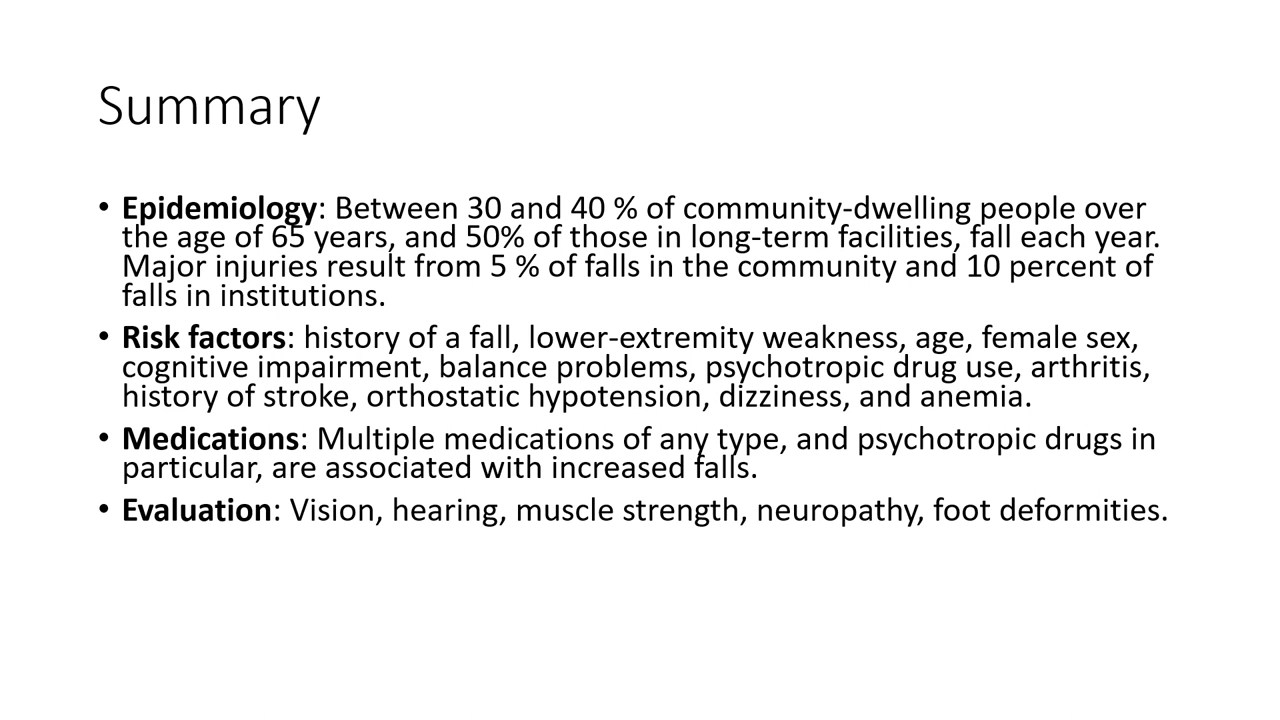 Summary
• Epidemiology: Between 30 and 40 % of community-dwelling people over
the age of 65 years, and 50% of those in long-term facilities, fall each year.
Major injuries result from 5 % of falls in the community and 10 percent of
falls in institutions.
• Risk factors: history of a fall, lower-extremity weakness, age, female sex,
cognitive impairment, balance problems, psychotropic drug use, arthritis,
history of stroke, orthostatic hypotension, dizziness, and anemia.
• Medications: Multiple medications of any type, and psychotropic drugs in
particular, are associated with increased falls.
• Evaluation: Vision, hearing, muscle strength, neuropathy, foot deformities.